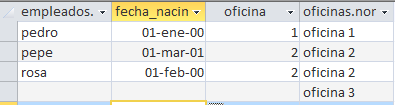 empleados. fecha_nacin oficina oficinas.nor
pedro 01-ene-00 1 oficina 1
pepe 01-mar-01 2 oficina 2
rosa 01-feb-00 2 oficina 2
oficina 3